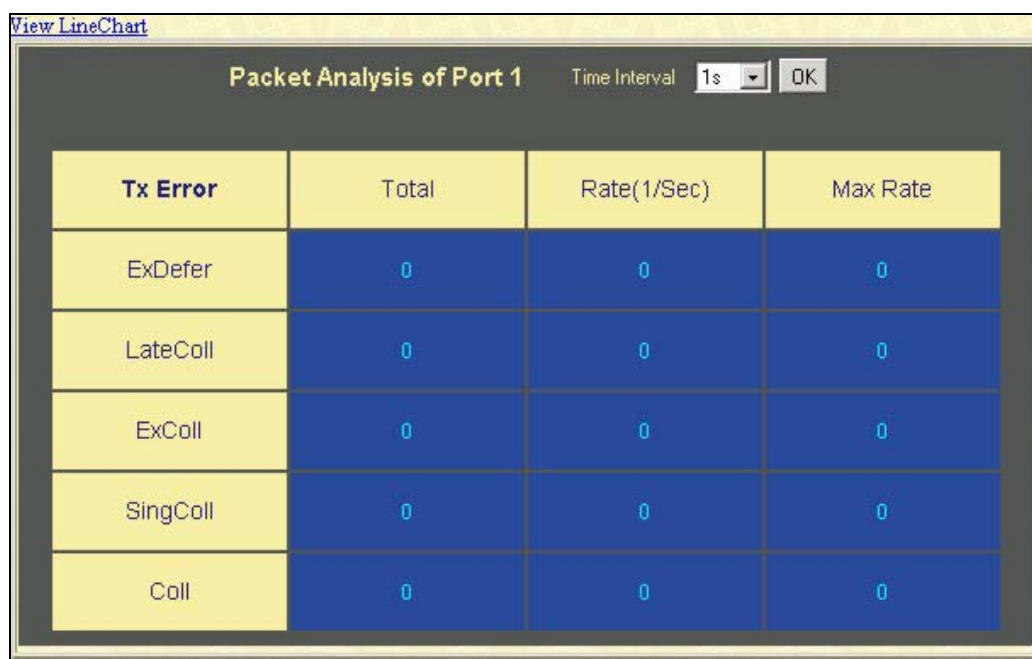 View LineChart
Packet Analysis of Port 1 Time Interval 1s OK
Tx Error Total Rate(1/Sec) Max Rate
ExDefer 0 0 0
LateColl 0 0 0
ExColl 0 0 0
SingColl 0 0 0
Coll 0 0 0